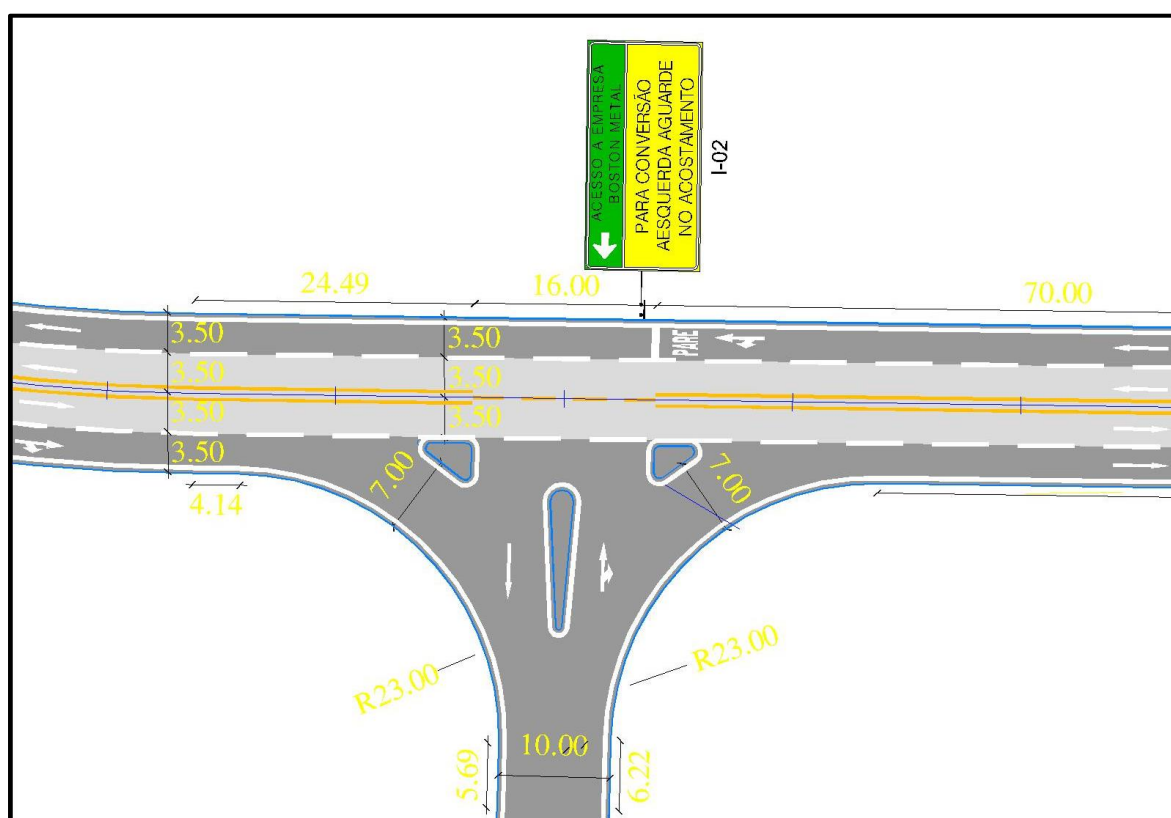 ACESSO A EMPRESA
BOSTON METAL
PARA CONVERSÃO
AESQUERDA AGUARDE
NO ACOSTAMENTO
I-02
24.49
16.00
70.00
3.50
3.50
PARE
3.50
3.50
3.50
3.50
3.50
4.14
7.00
7.00
R23.00
R23.00
10.00
5.69
6.22